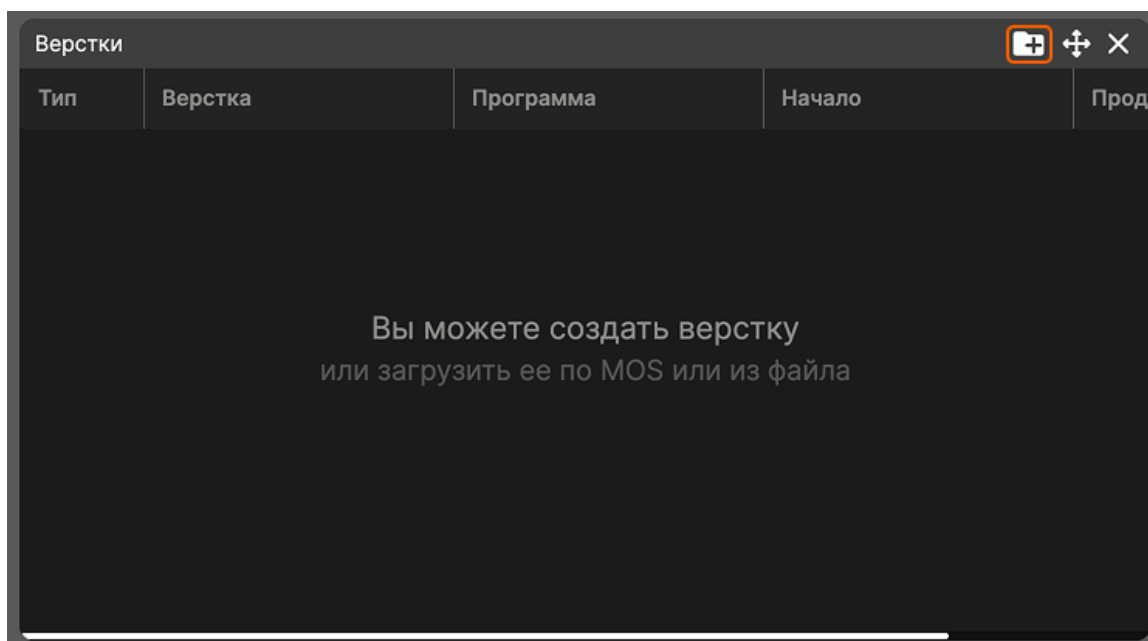 Верстки
Тип Верстка Программа Начало Прод
Вы можете создать верстку
или загрузить ее по MOS или из файла